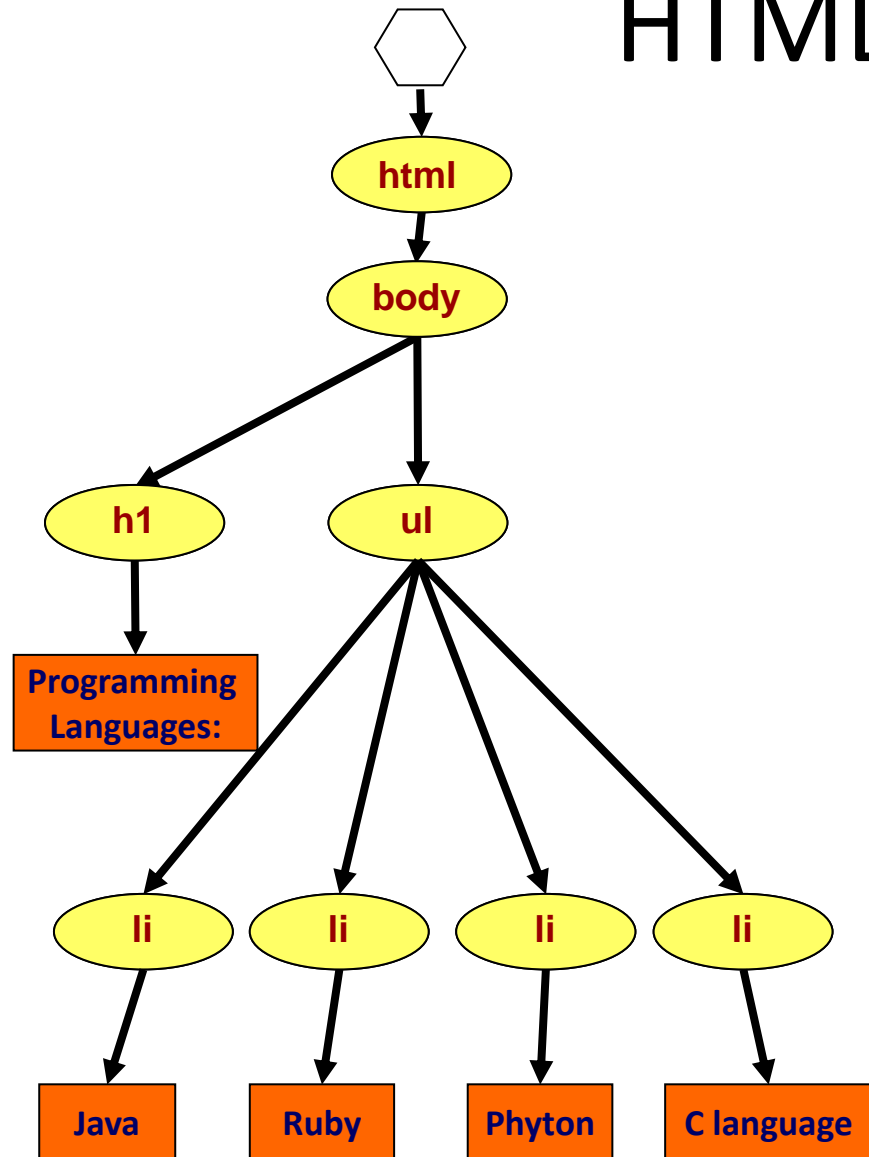 HTML
html
body
h1
ul
Programming
Languages:
li
li
li
li
Java
Ruby
Phyton
C language